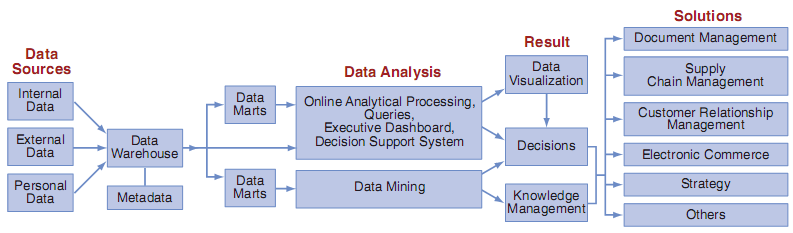 Data
Sources
Internal
Data
External
Data
Personal
Data
Data
Warehouse
Metadata
Data
Marts
Data
Marts
Data Analysis
Online Analytical Processing,
Queries,
Executive Dashboard,
Decision Support System
Data Mining
Result
Data
Visualization
Decisions
Knowledge
Management
Solutions
Document Management
Supply
Chain Management
Customer Relationship
Management
Electronic Commerce
Strategy
Others